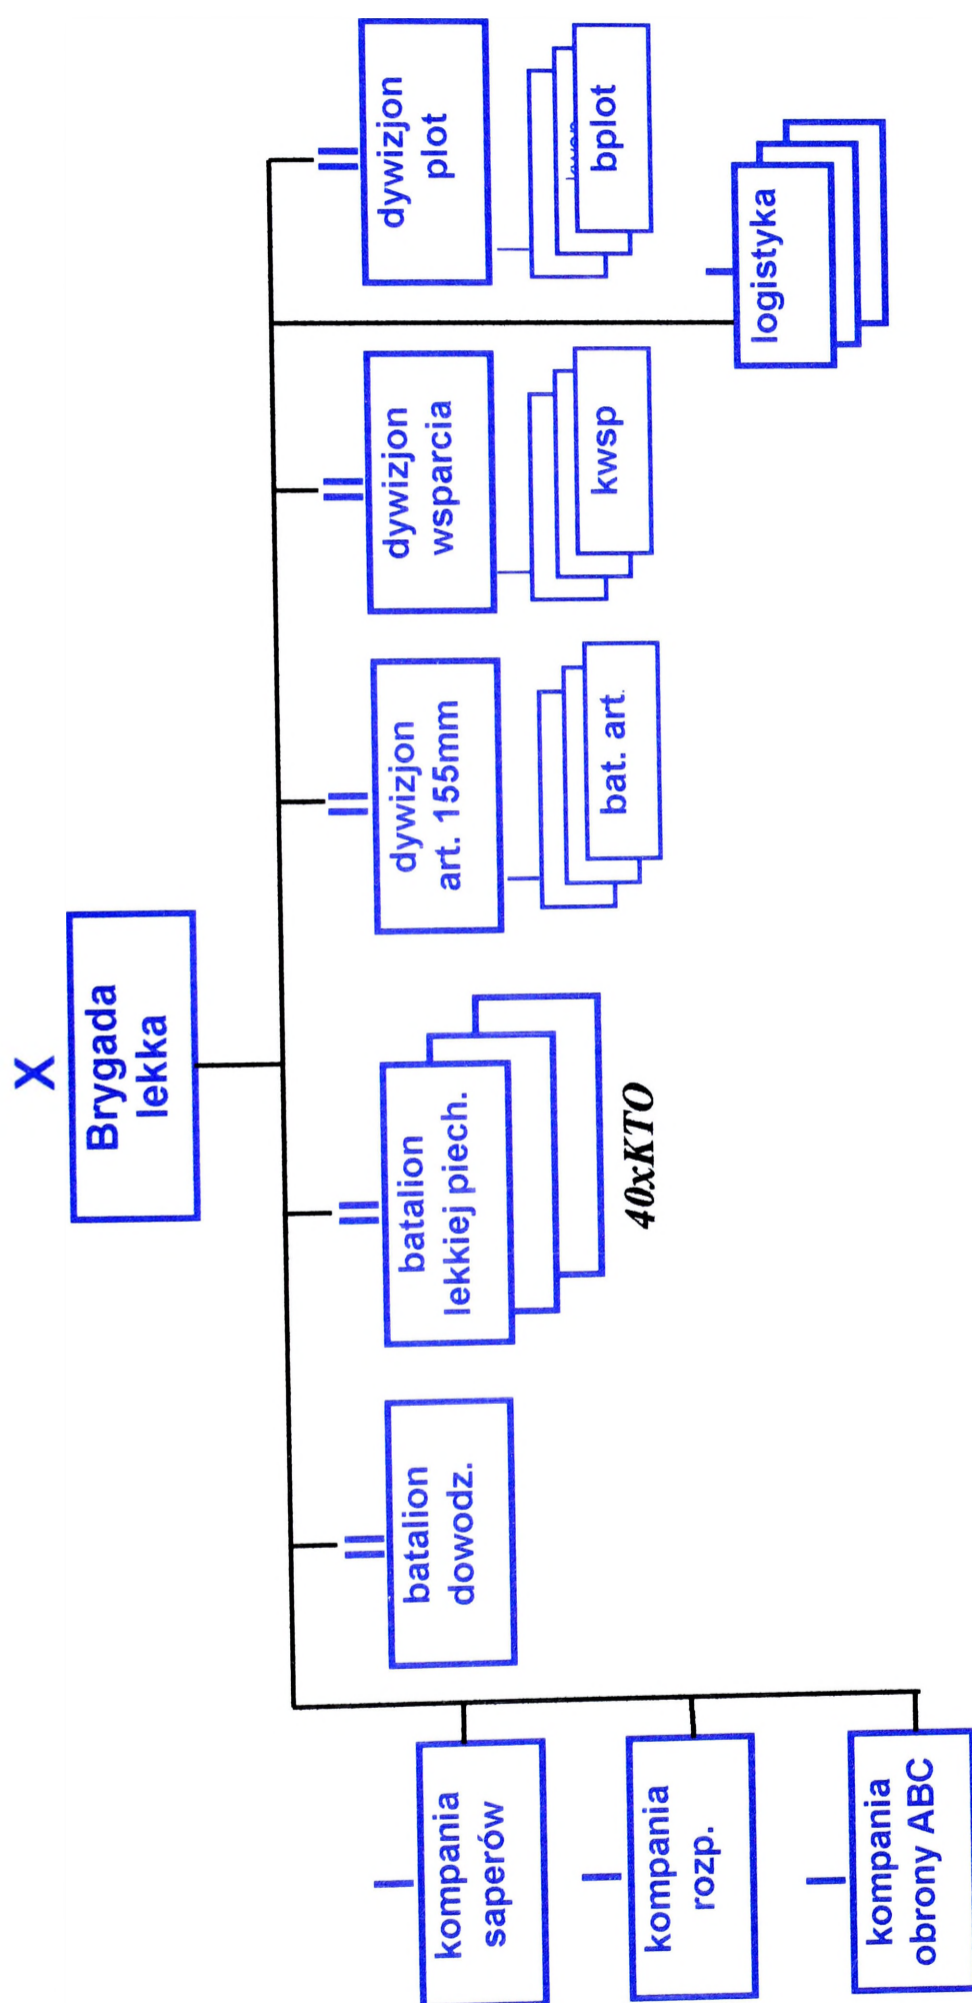 X
Brygada
lekka
kompania
saperów
kompania
rozp.
kompania
obrony ABC
batalion
dowodz.
batalion
lekkiej piech.
40xKTO
dywizjon
art. 155mm
bat. art.
dywizjon
wsparcia
kwsp
dywizjon
plot
bplot
logistyka